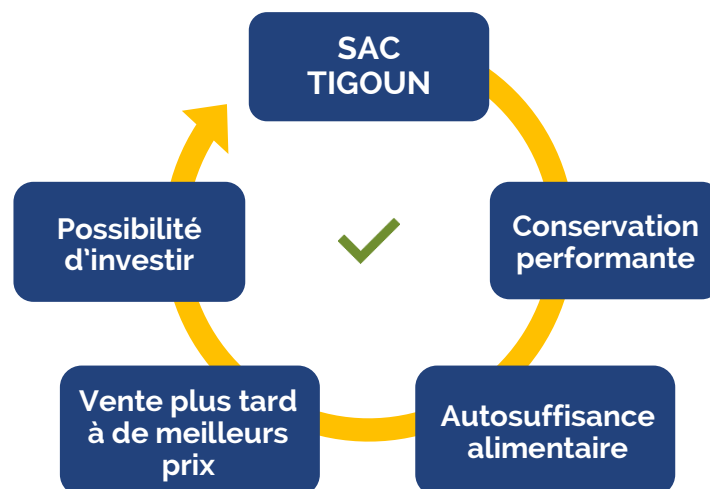 SAC
TIGOUN
Conservation
performante
Autosuffisance
alimentaire
Vente plus tard
à de meilleurs
prix
Possibilité
d'investir